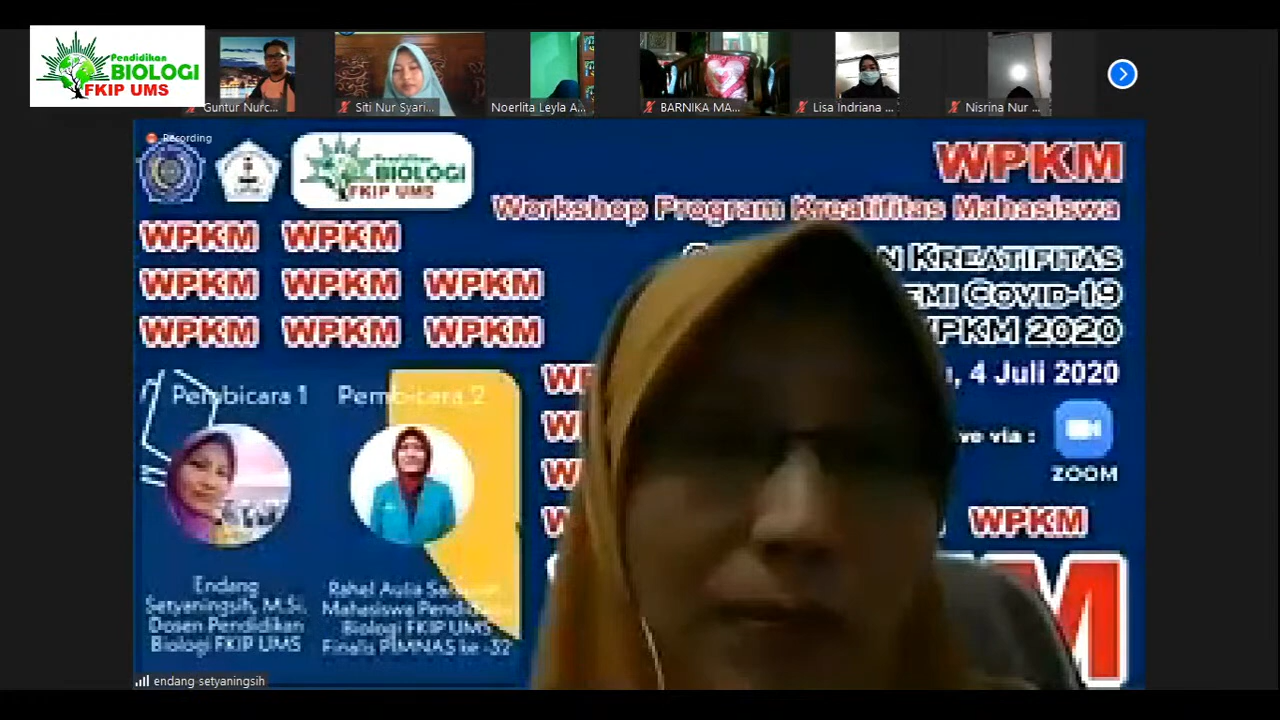 Pendidikan
BIOLOGI
FKIP UMS
Guntur Nurc...
Siti Nur Syari...
Noerlita Leyla A...
BARNIKA MA...
Lisa Indriana ...
Nisrina Nur ...
Recording
Pendidikan
BIOLOGI
FKIP UMS
WPKM
Workshop Program Kreatifitas Mahasiswa
WPKM WPKM
WPKM WPKM WPKM
WPKM WPKM WPKM
N KREATIFITAS
EMI COVID-19
WPKM 2020
, 4 Juli 2020
Pembicara 1
Pembicara 2
ve via :
ZOOM
WPKM
Endang
Setyaningsih, M.Si.
Dosen Pendidikan
Biologi FKIP UMS
Rahel Aulia
Mahasiswa Pendidikan
Biologi FKIP UMS
Finalis PIMNAS ke -32
M
endang setyaningsih